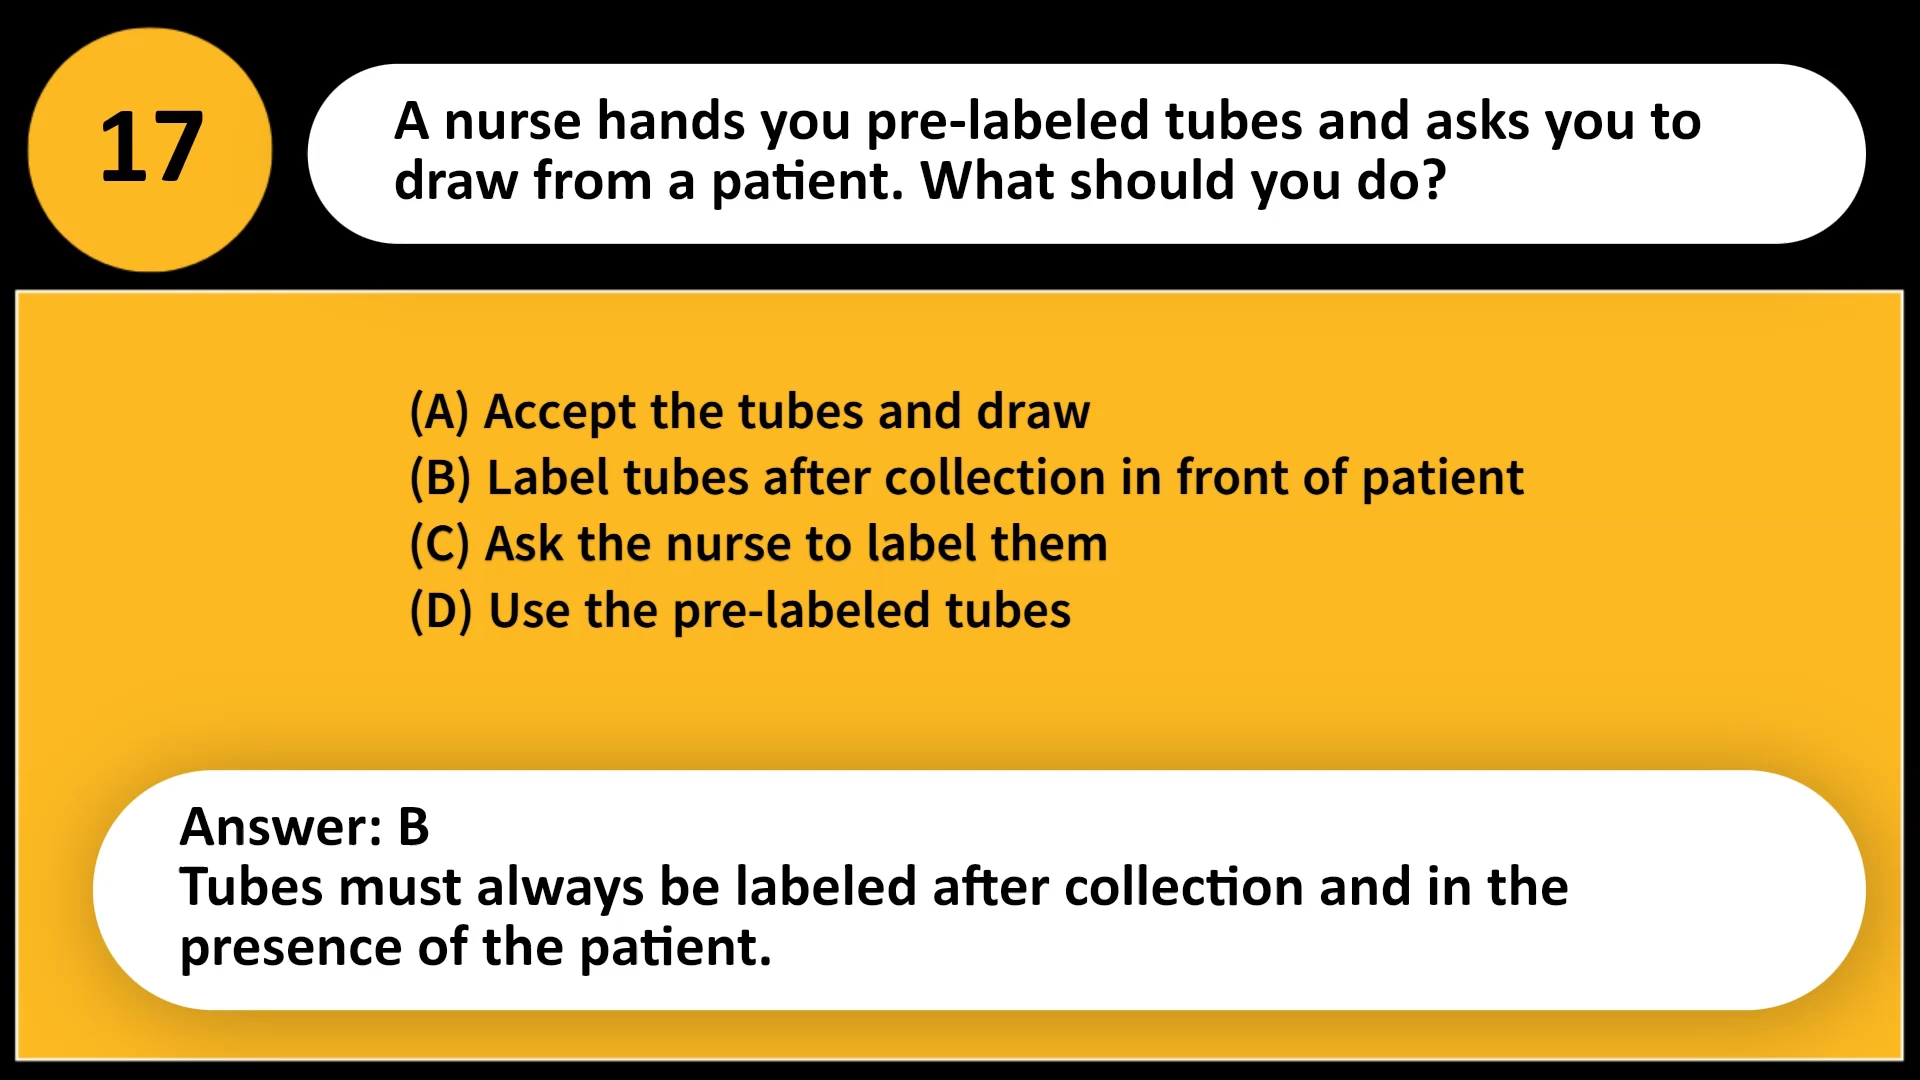 17
A nurse hands you pre-labeled tubes and asks you to
draw from a patient. What should you do?
(A) Accept the tubes and draw
(B) Label tubes after collection in front of patient
(C) Ask the nurse to label them
(D) Use the pre-labeled tubes
Answer: B
Tubes must always be labeled after collection and in the
presence of the patient.